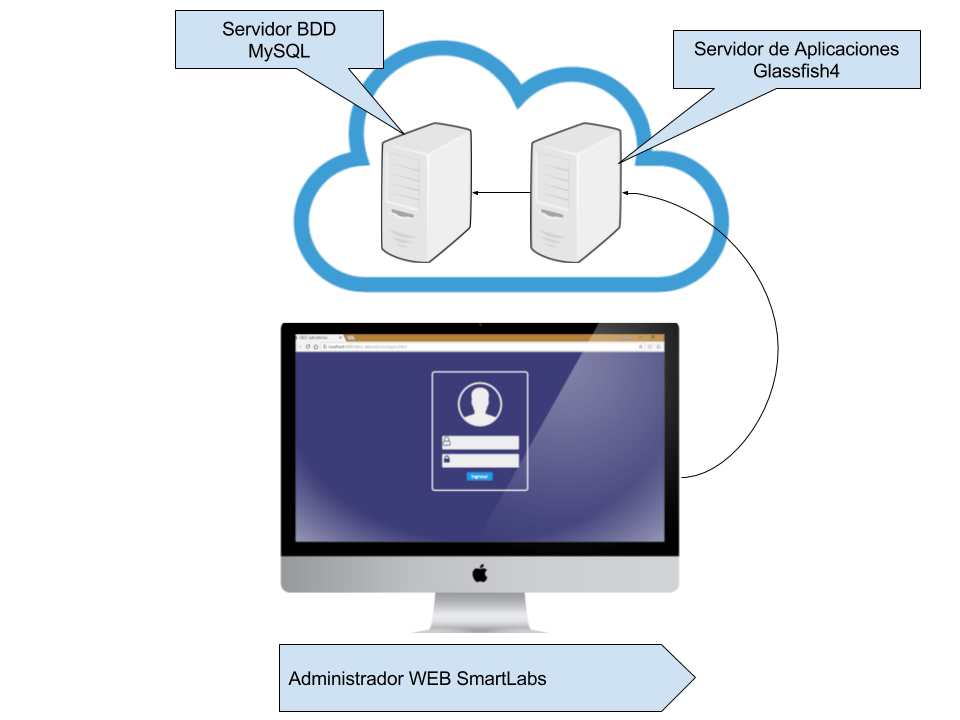 Servidor BDD
MySQL
Servidor de Aplicaciones
Glassfish4
Ingresar
Administrador WEB SmartLabs